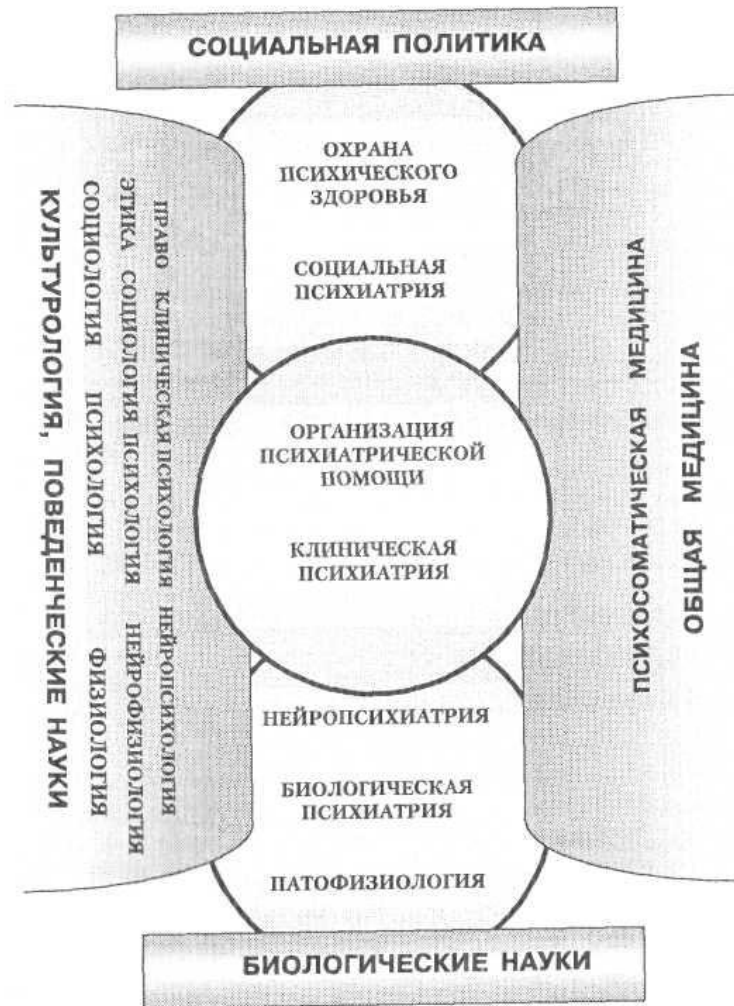 СОЦИАЛЬНАЯ ПОЛИТИКА
КУЛЬТУРОЛОГИЯ, ПОВЕДЕНЧЕСКИЕ НАУКИ
СОЦИОЛОГИЯ ПСИХОЛОГИЯ ФИЗИОЛОГИЯ
ЭТИКА СОЦИОЛОГИЯ ПСИХОЛОГИЯ НЕЙРОФИЗИОЛОГИЯ
ПРАВО КЛИНИЧЕСКАЯ ПСИХОЛОГИЯ НЕЙРОПСИХОЛОГИЯ
ОХРАНА
ПСИХИЧЕСКОГО
ЗДОРОВЬЯ
СОЦИАЛЬНАЯ
ПСИХИАТРИЯ
ОРГАНИЗАЦИЯ
ПСИХИАТРИЧЕСКОЙ
ПОМОЩИ
КЛИНИЧЕСКАЯ
ПСИХИАТРИЯ
НЕЙРОПСИХИАТРИЯ
БИОЛОГИЧЕСКАЯ
ПСИХИАТРИЯ
ПАТОФИЗИОЛОГИЯ
ПСИХОСОМАТИЧЕСКАЯ МЕДИЦИНА
ОБЩАЯ МЕДИЦИНА
БИОЛОГИЧЕСКИЕ НАУКИ